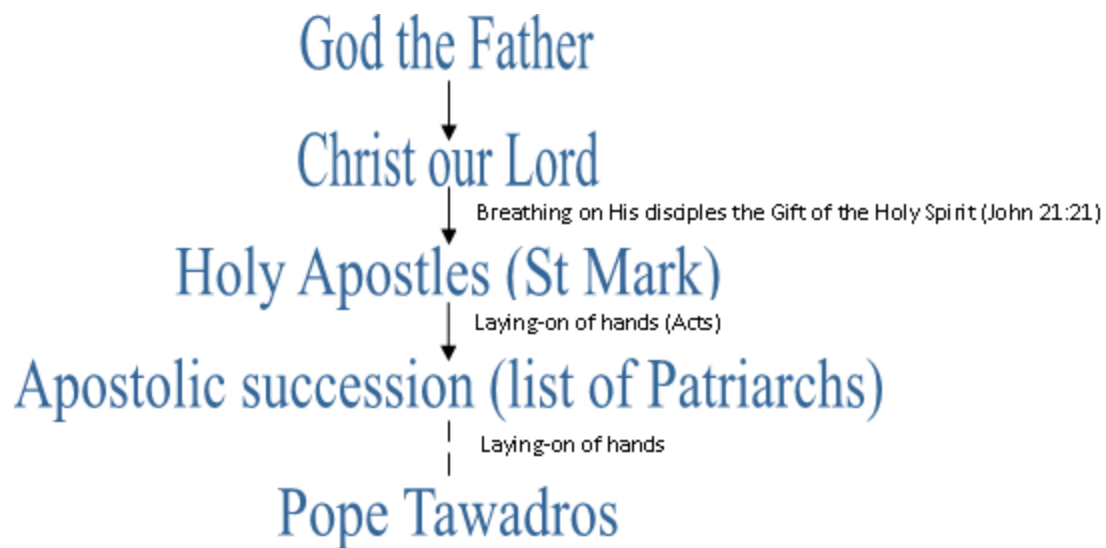 God the Father
Christ our Lord
Breathing on His disciples the Gift of the Holy Spirit (John 21:21)
Holy Apostles (St Mark)
Laying-on of hands (Acts)
Apostolic succession (list of Patriarchs)
Laying-on of hands
Pope Tawadros